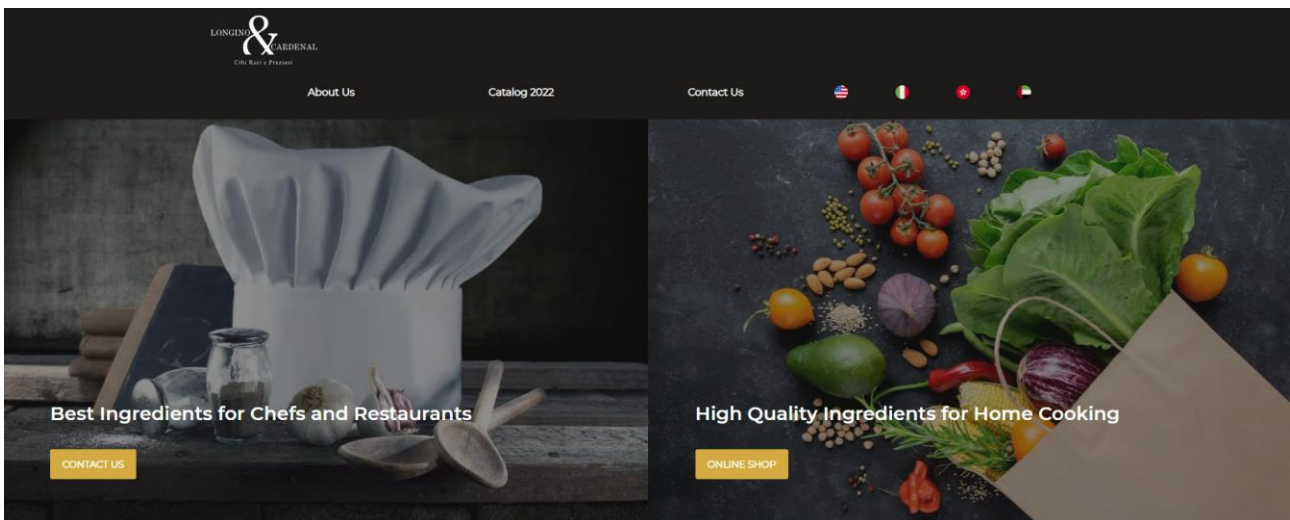 LONGINO & CARDENAL
Cibi Rari e Preziosi
About Us
Catalog 2022
Contact Us
Best Ingredients for Chefs and Restaurants
CONTACT US
High Quality Ingredients for Home Cooking
ONLINE SHOP